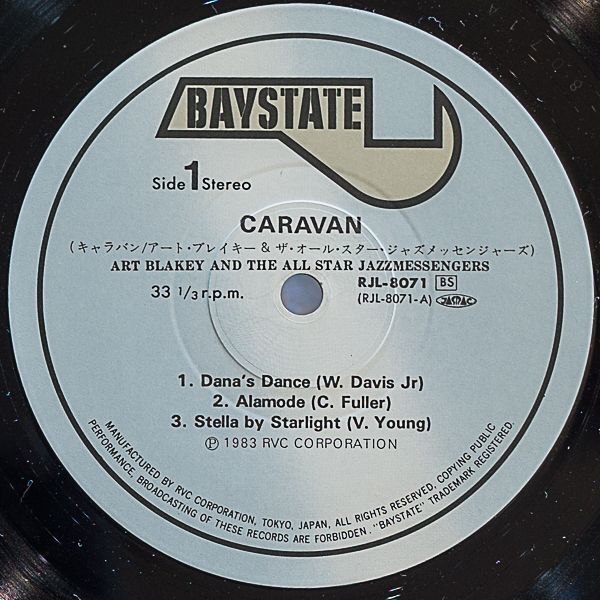 BAYSTATE
Side 1 Stereo
CARAVAN
(キャラバン/アート・ブレイキー & ザ・オール・スター・ジャズメッセンジャーズ)
ART BLAKEY AND THE ALL STAR JAZZMESSENGERS
33 1/3 r.p.m.
RJL-8071 BS
(RJL-8071-A) JASRAC
1. Dana's Dance (W. Davis Jr)
2. Alamode (C. Fuller)
3. Stella by Starlight (V. Young)
Ⓟ 1983 RVC CORPORATION
MANUFACTURED BY RVC CORPORATION, TOKYO, JAPAN, ALL RIGHTS RESERVED, COPYING PUBLIC
PERFORMANCE, BROADCASTING OF THESE RECORDS ARE FORBIDDEN. "BAYSTATE" TRADEMARK REGISTERED.